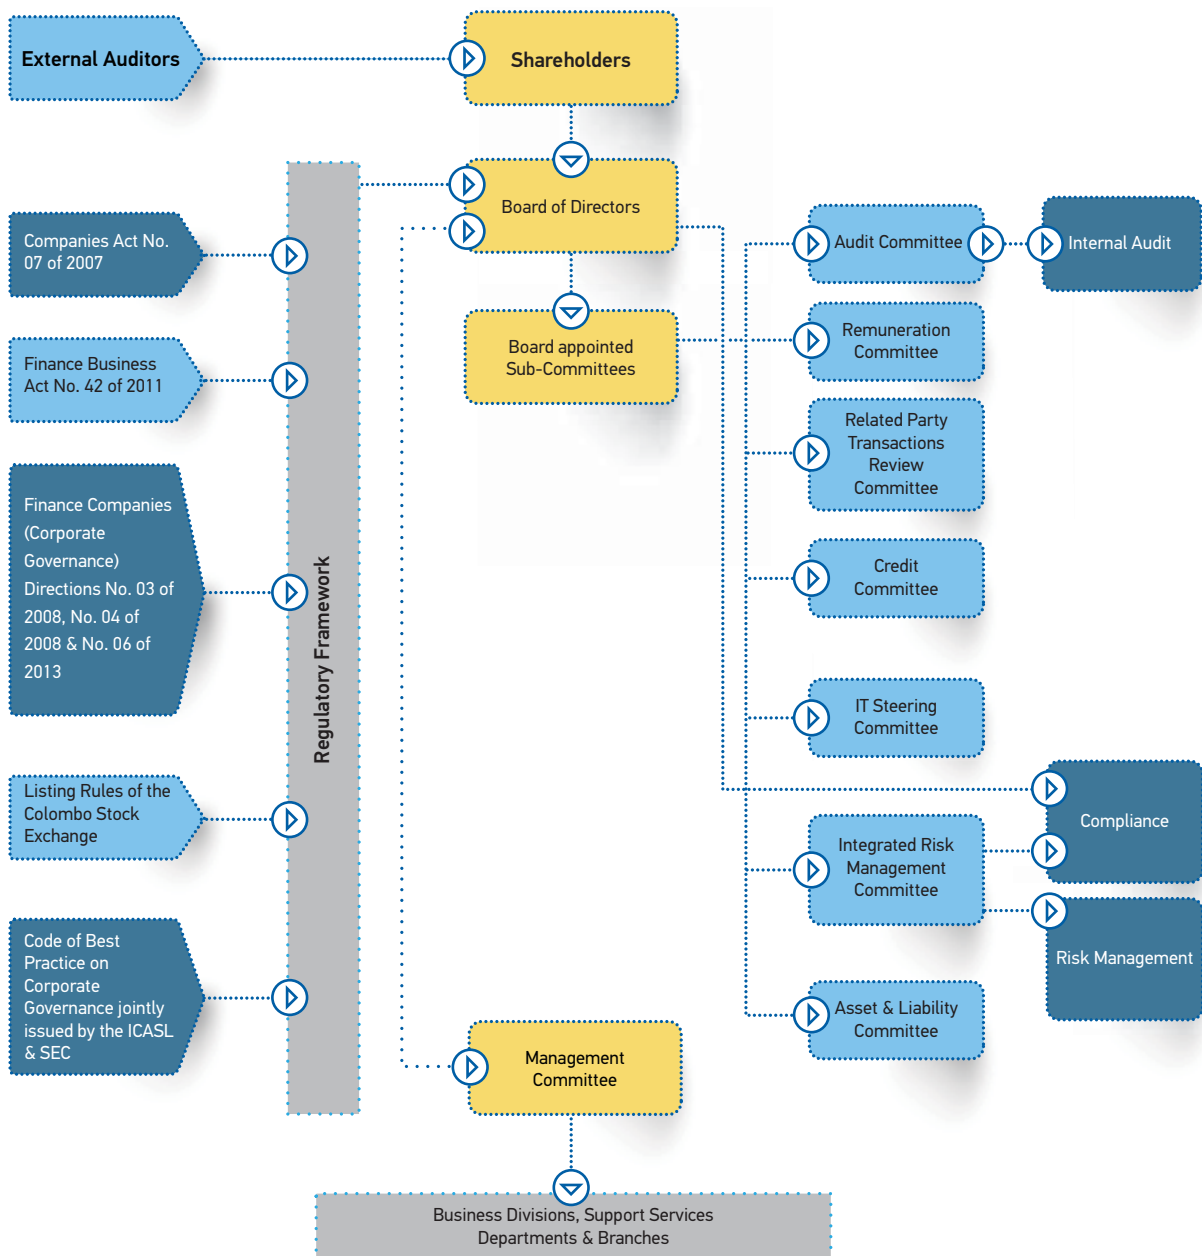 External Auditors
Shareholders
Board of Directors
Companies Act No.
07 of 2007
Audit Committee
Internal Audit
Finance Business
Act No. 42 of 2011
Board appointed
Sub-Committees
Remuneration
Committee
Related Party
Transactions
Review
Committee
Finance Companies
(Corporate
Governance)
Directions No. 03 of
2008, No. 04 of
2008 & No. 06 of
2013
Regulatory Framework
Credit
Committee
IT Steering
Committee
Listing Rules of the
Colombo Stock
Exchange
Compliance
Integrated Risk
Management
Committee
Risk Management
Code of Best
Practice on
Corporate
Governance jointly
issued by the ICASL
& SEC
Asset & Liability
Committee
Management
Committee
Business Divisions, Support Services
Departments & Branches